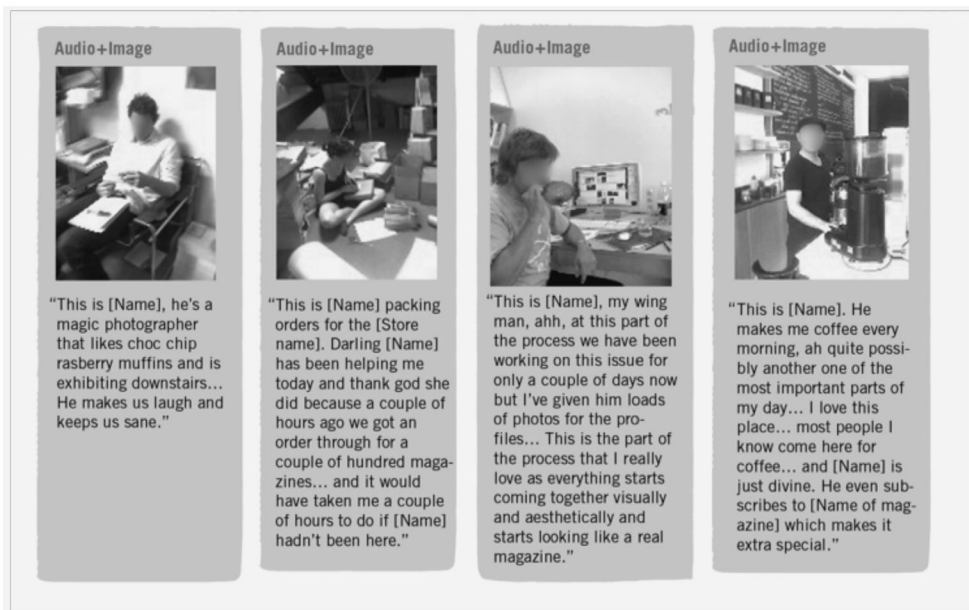 Audio+Image
“This is [Name], he's a
magic photographer
that likes choc chip
rasberry muffins and is
exhibiting downstairs...
He makes us laugh and
keeps us sane.”
Audio+Image
“This is [Name] packing
orders for the [Store
name]. Darling [Name]
has been helping me
today and thank god she
did because a couple of
hours ago we got an
order through for a
couple of hundred maga-
zines... and it would
have taken me a couple
of hours to do if [Name]
hadn't been here.”
Audio+Image
“This is [Name], my wing
man, ahh, at this part of
the process we have been
working on this issue for
only a couple of days now
but I've given him loads
of photos for the pro-
files... This is the part of
the process that I really
love as everything starts
coming together visually
and aesthetically and
starts looking like a real
magazine.”
Audio+Image
“This is [Name]. He
makes me coffee every
morning, ah quite possi-
bly another one of the
most important parts of
my day... I love this
place... most people I
know come here for
coffee... and [Name] is
just divine. He even sub-
scribes to [Name of mag-
azine] which makes it
extra special.”